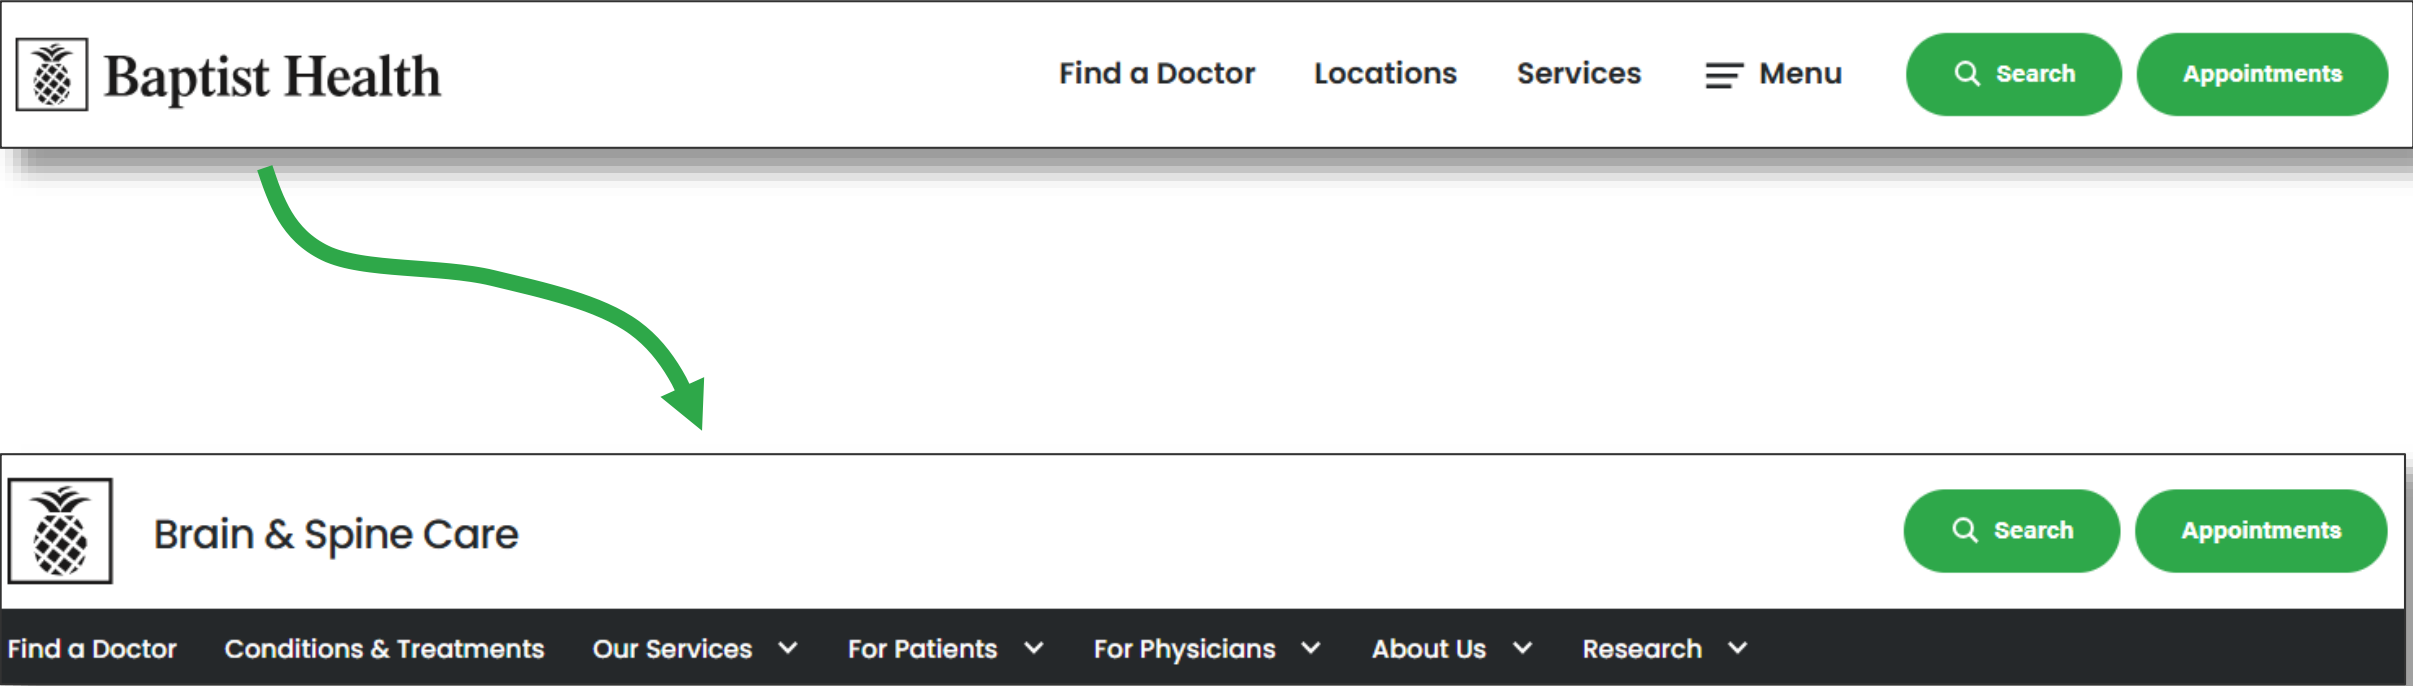 Baptist Health Find a Doctor Locations Services Menu Search Appointments
Brain & Spine Care Search Appointments
Find a Doctor Conditions & Treatments Our Services For Patients For Physicians About Us Research